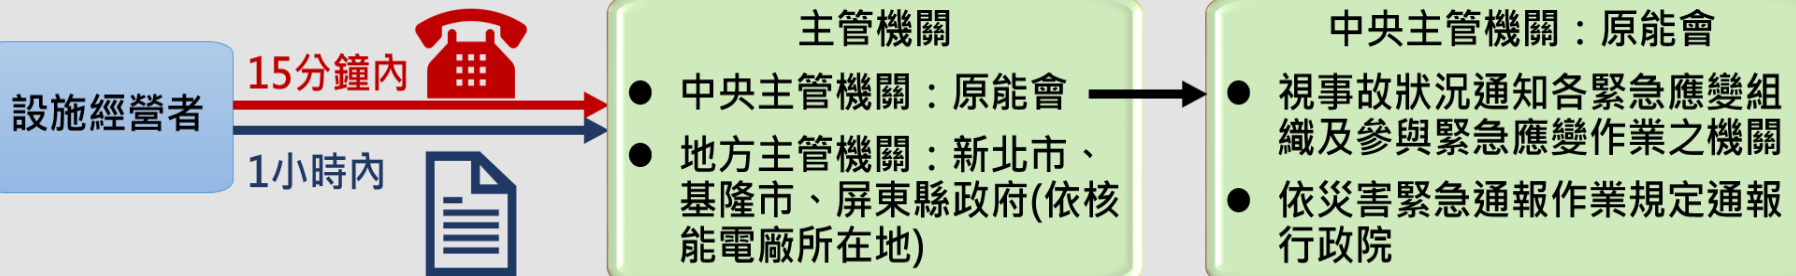 設施經營者
15分鐘內
1小時內
主管機關
● 中央主管機關：原能會
● 地方主管機關：新北市、
基隆市、屏東縣政府(依核
能電廠所在地)
中央主管機關：原能會
● 視事故狀況通知各緊急應變組
織及參與緊急應變作業之機關
● 依災害緊急通報作業規定通報
行政院